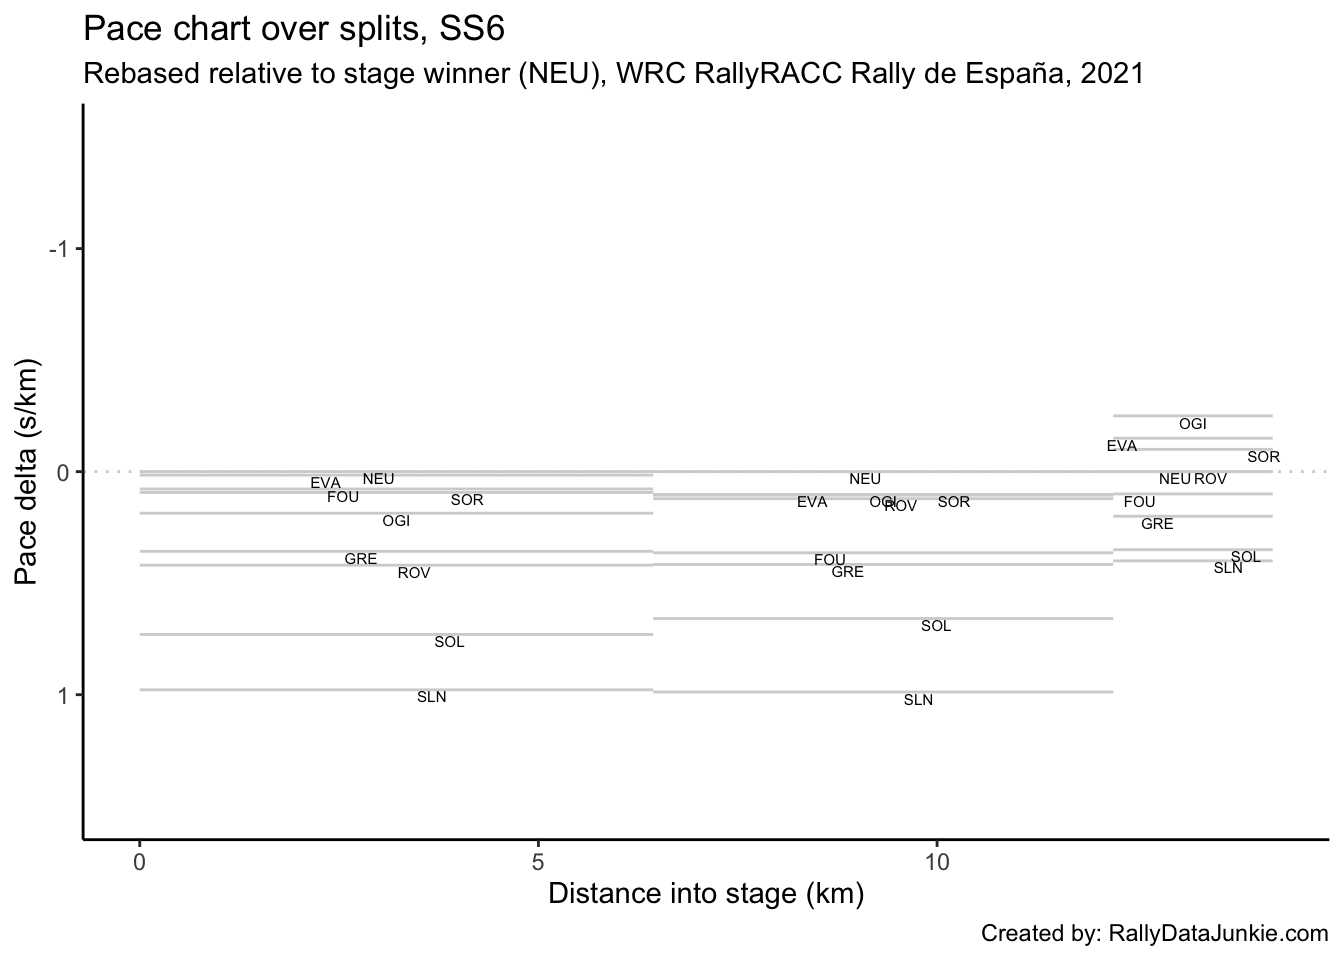 Pace chart over splits, SS6
Rebased relative to stage winner (NEU), WRC RallyRACC Rally de España, 2021
Pace delta (s/km)
-1
0
1
OGI
EVA
SOR
NEU
EVA
FOU
SOR
OGI
GRE
ROV
SOL
SLN
NEU
EVA
OGI
ROV
SOR
FOU
GRE
SOL
SLN
NEU ROV
FOU
GRE
SOL
SLN
0 5 10
Distance into stage (km)
Created by: RallyDataJunkie.com